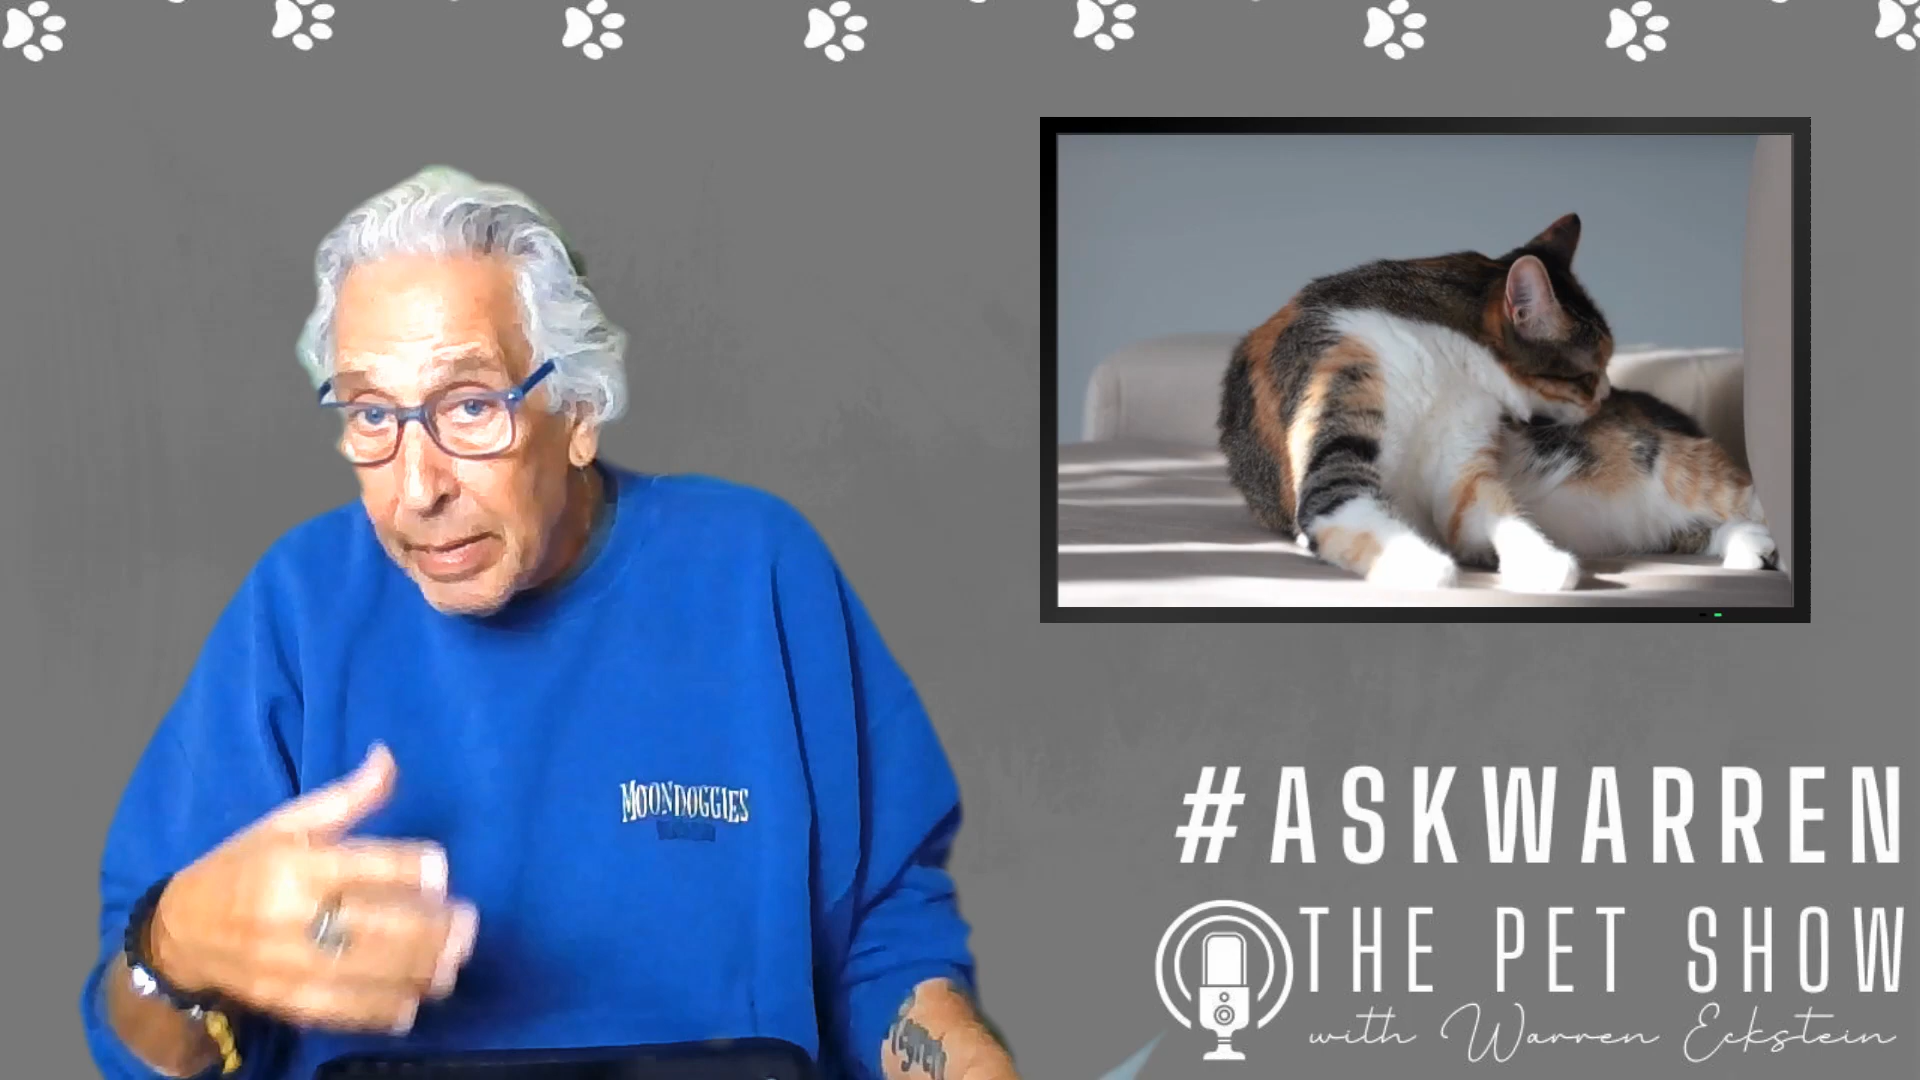 MOONDOGGIES
#ASKWARREN
THE PET SHOW
with Warren Eckstein